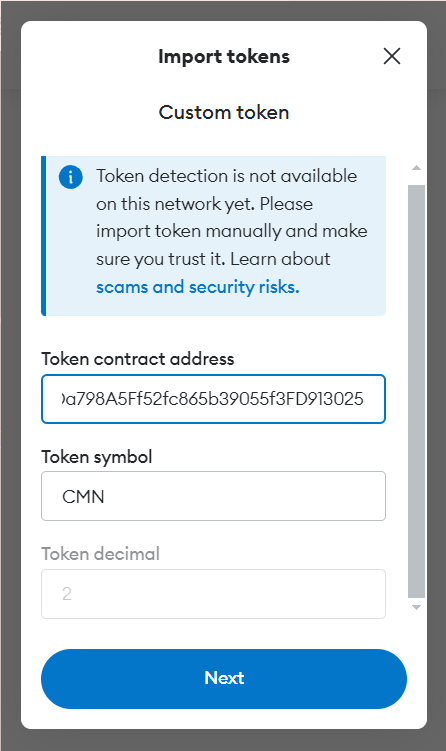 Import tokens
Custom token
Token detection is not available
on this network yet. Please
import token manually and make
sure you trust it. Learn about
scams and security risks.
Token contract address
a798A5Ff52fc865b39055f3FD913025
Token symbol
CMN
Token decimal
2
Next